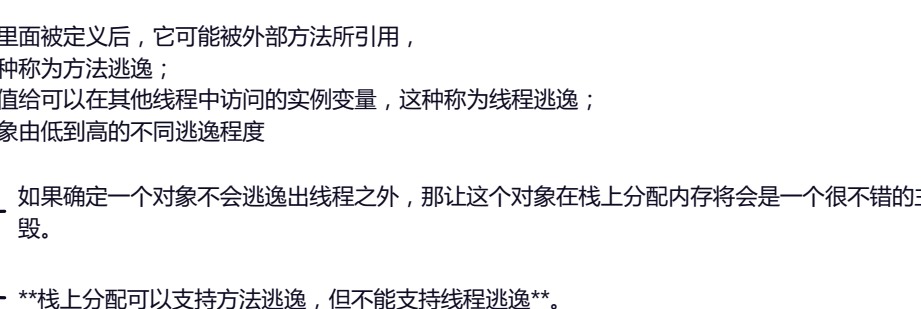 里面被定义后，它可能被外部方法所引用，
种称为方法逃逸；
值给可以在其他线程中访问的实例变量，这种称为线程逃逸；
象由低到高的不同逃逸程度
如果确定一个对象不会逃逸出线程之外，那让这个对象在栈上分配内存将会是一个很不错的
毁。
**栈上分配可以支持方法逃逸，但不能支持线程逃逸**。